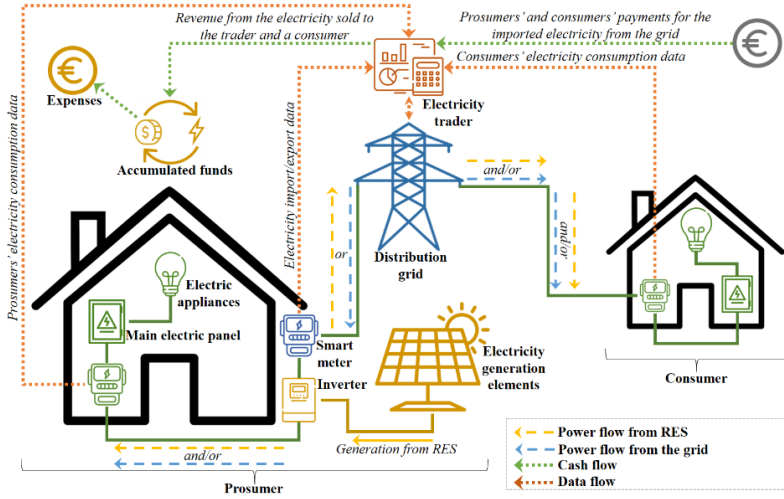 Revenue from the electricity sold to
the trader and a consumer
Prosumers' and consumers' payments for the
imported electricity from the grid
Consumers' electricity consumption data
Expenses
Accumulated funds
Electricity
trader
Prosumers' electricity consumption data
Electricity import/export data
and/or
and/or
or
Distribution
grid
Electric
appliances
Main electric panel
Smart
meter
Inverter
Electricity
generation
elements
Generation from RES
and/or
Prosumer
Consumer
Power flow from RES
Power flow from the grid
Cash flow
Data flow